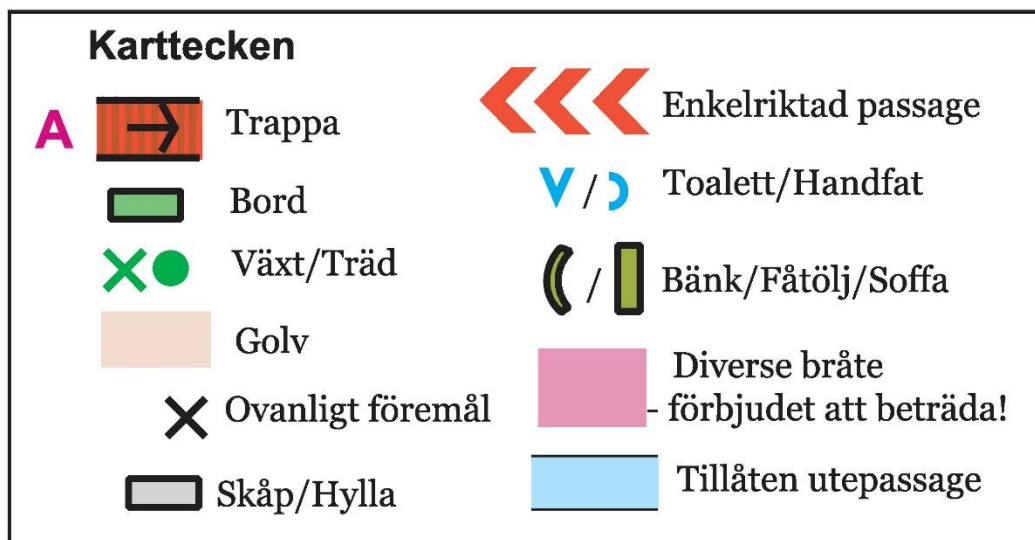 Karttecken
A Trappa
Bord
Växt/Träd
Golv
Ovanligt föremål
Skåp/Hylla
Enkelriktad passage
/ Toalett/Handfat
/ Bänk/Fåtölj/Soffa
Diverse bråte
- förbjudet att beträda!
Tillåten utepassage